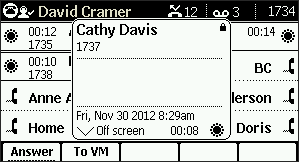 David Cramer 12 3 1734
00:12
1735
00:14
Cathy Davis
1737
00:10
1738
BC
Anne
lerson
Fri, Nov 30 2012 8:29am
Off screen 00:08
Home
Doris
Answer To VM